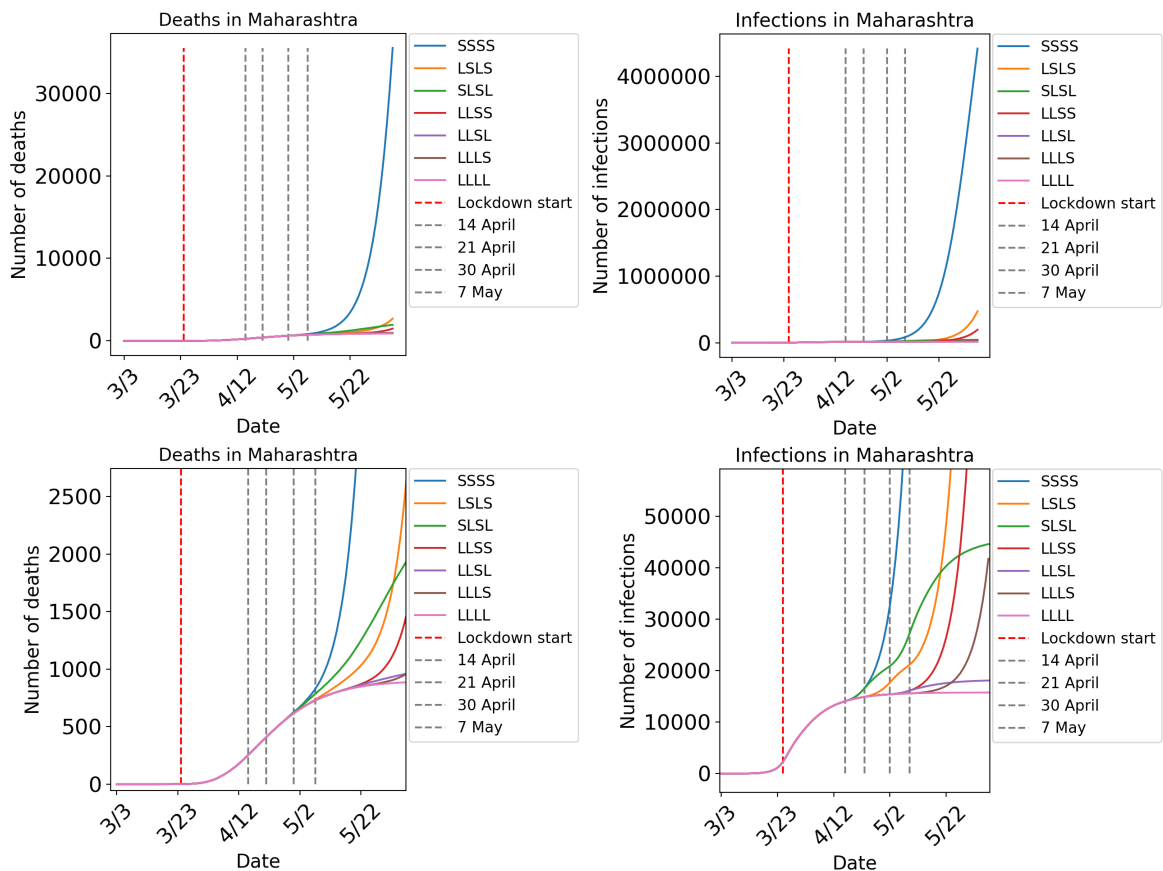 Deaths in Maharashtra
Number of deaths
30000
20000
10000
0
3/3
3/23
4/12
5/2
5/22
Date
SSSS
LSLS
SLSL
LLSS
LLSL
LLLS
LLLL
Lockdown start
14 April
21 April
30 April
7 May
Infections in Maharashtra
Number of infections
4000000
3000000
2000000
1000000
0
3/3
3/23
4/12
5/2
5/22
Date
SSSS
LSLS
SLSL
LLSS
LLSL
LLLS
LLLL
Lockdown start
14 April
21 April
30 April
7 May
Deaths in Maharashtra
Number of deaths
2500
2000
1500
1000
500
0
3/3
3/23
4/12
5/2
5/22
Date
SSSS
LSLS
SLSL
LLSS
LLSL
LLLS
LLLL
Lockdown start
14 April
21 April
30 April
7 May
Infections in Maharashtra
Number of infections
50000
40000
30000
20000
10000
0
3/3
3/23
4/12
5/2
5/22
Date
SSSS
LSLS
SLSL
LLSS
LLSL
LLLS
LLLL
Lockdown start
14 April
21 April
30 April
7 May